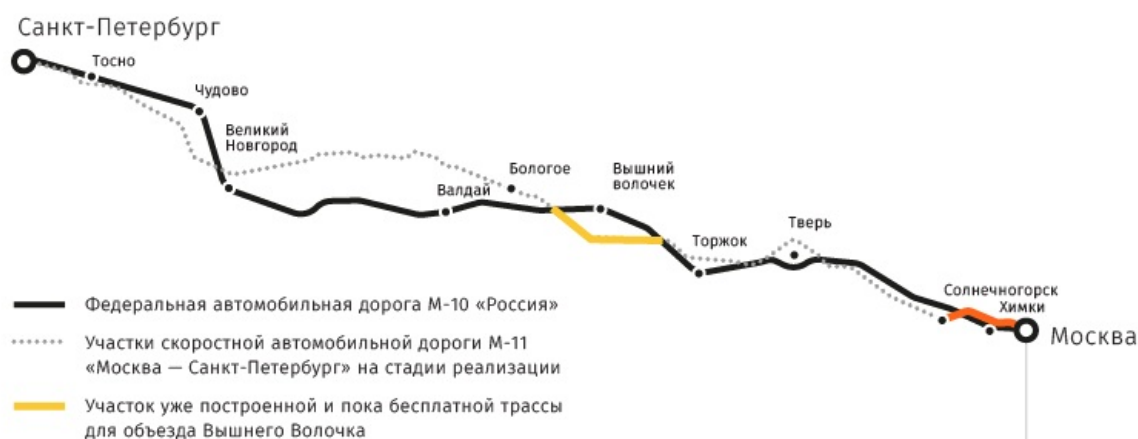 Санкт-Петербург
Тосно
Чудово
Великий
Новгород
Бологое
Валдай
Вышний
волочек
Торжок
Тверь
Солнечногорск
Химки
Москва
Федеральная автомобильная дорога М-10 «Россия»
Участки скоростной автомобильной дороги М-11
«Москва — Санкт-Петербург» на стадии реализации
Участок уже построенной и пока бесплатной трассы
для объезда Вышнего Волочка